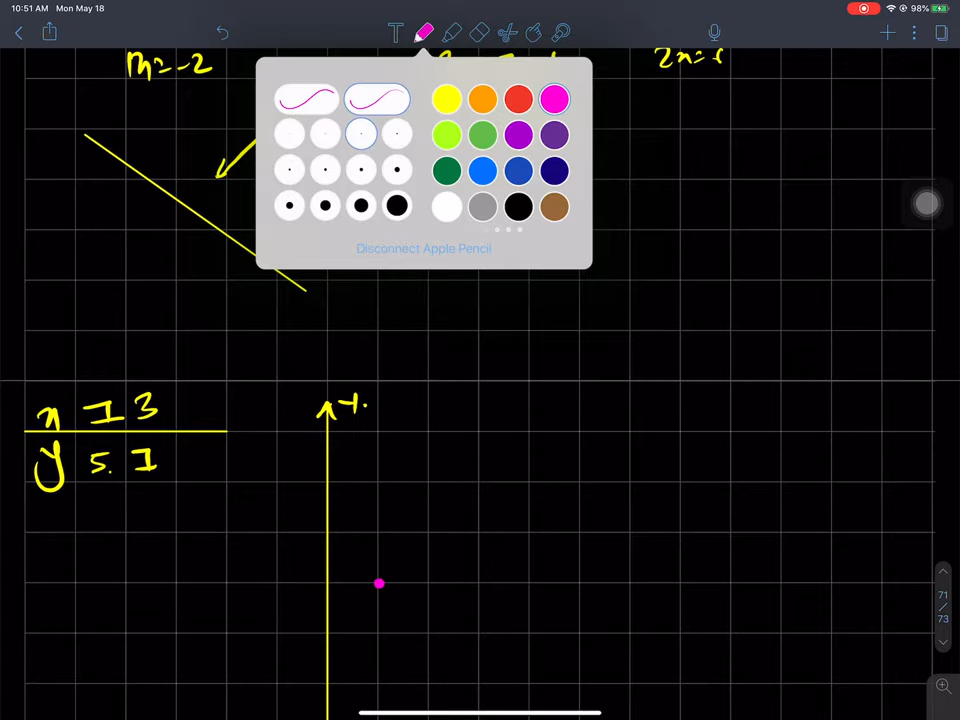 10:51 AM Mon May 18
98%
T
m=-2
Disconnect Apple Pencil
x 1 3
y 5. 1
y.
71
/
73